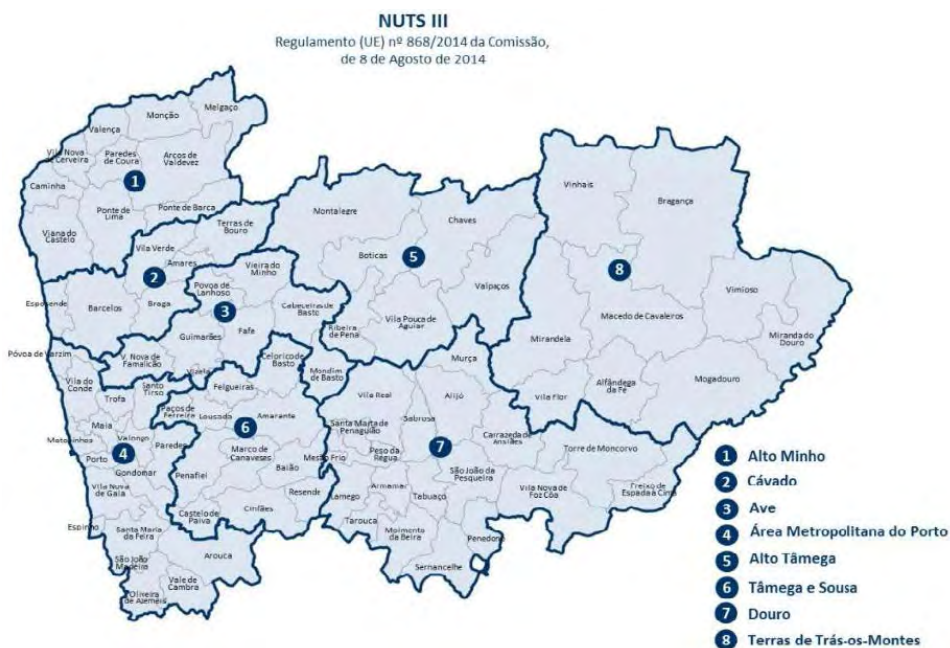 NUTS III
Regulamento (UE) nº 868/2014 da Comissão,
de 8 de Agosto de 2014
Melgaço
Monção
Valença
Vila Nova
de Cerveira
Paredes
de Coura
Arcos de
Valdevez
Caminha
1
Ponte de
Lima
Ponte de Barca
Viana do
Castelo
Terras de
Bouro
Vila Verde
2
Amares
Esposende
Barcelos
Braga
Vieira do
Minho
Povoa de
Lanhoso
3
Cabeceiras de
Basto
Guimarães
Fafe
V. Nova de
Famalicão
Vizela
Montalegre
Chaves
Boticas
5
Valpaços
Vila Pouca de
Aguiar
Ribeira
de Pena
Vinhais
Bragança
8
Vimioso
Macedo de Cavaleiros
Mirandela
Miranda do
Douro
Mogadouro
Alfândega
da Fé
Vila Flor
Póvoa de Varzim
Vila do
Conde
Santo
Tirso
Trofa
Maia
Matosinhos
Valongo
Paredes
Porto
4
Gondomar
Vila Nova
de Gaia
Espinho
Santa Maria
da Feira
Arouca
São João
Madeira
Vale de
Cambra
Oliveira
de Azemeis
Celorico de
Basto
Mondim
de Basto
Felgueiras
Paços de
Ferreira
Lousada
Amarante
6
Marco de
Canaveses
Baião
Penafiel
Resende
Castelo de
Paiva
Cinfães
Murça
Vila Real
Alijó
Sabrosa
Santa Marta de
Penaguião
Carrazeda de
Ansiães
Peso da
Régua
7
Mesão Frio
Torre de Moncorvo
São João da
Pesqueira
Armamar
Tabuaço
Lamego
Vila Nova de
Foz Côa
Freixo de
Espada à Cinta
Tarouca
Moimento
da Beira
Penedono
Sernancelhe
1 Alto Minho
2 Cávado
3 Ave
4 Área Metropolitana do Porto
5 Alto Tâmega
6 Tâmega e Sousa
7 Douro
8 Terras de Trás-os-Montes